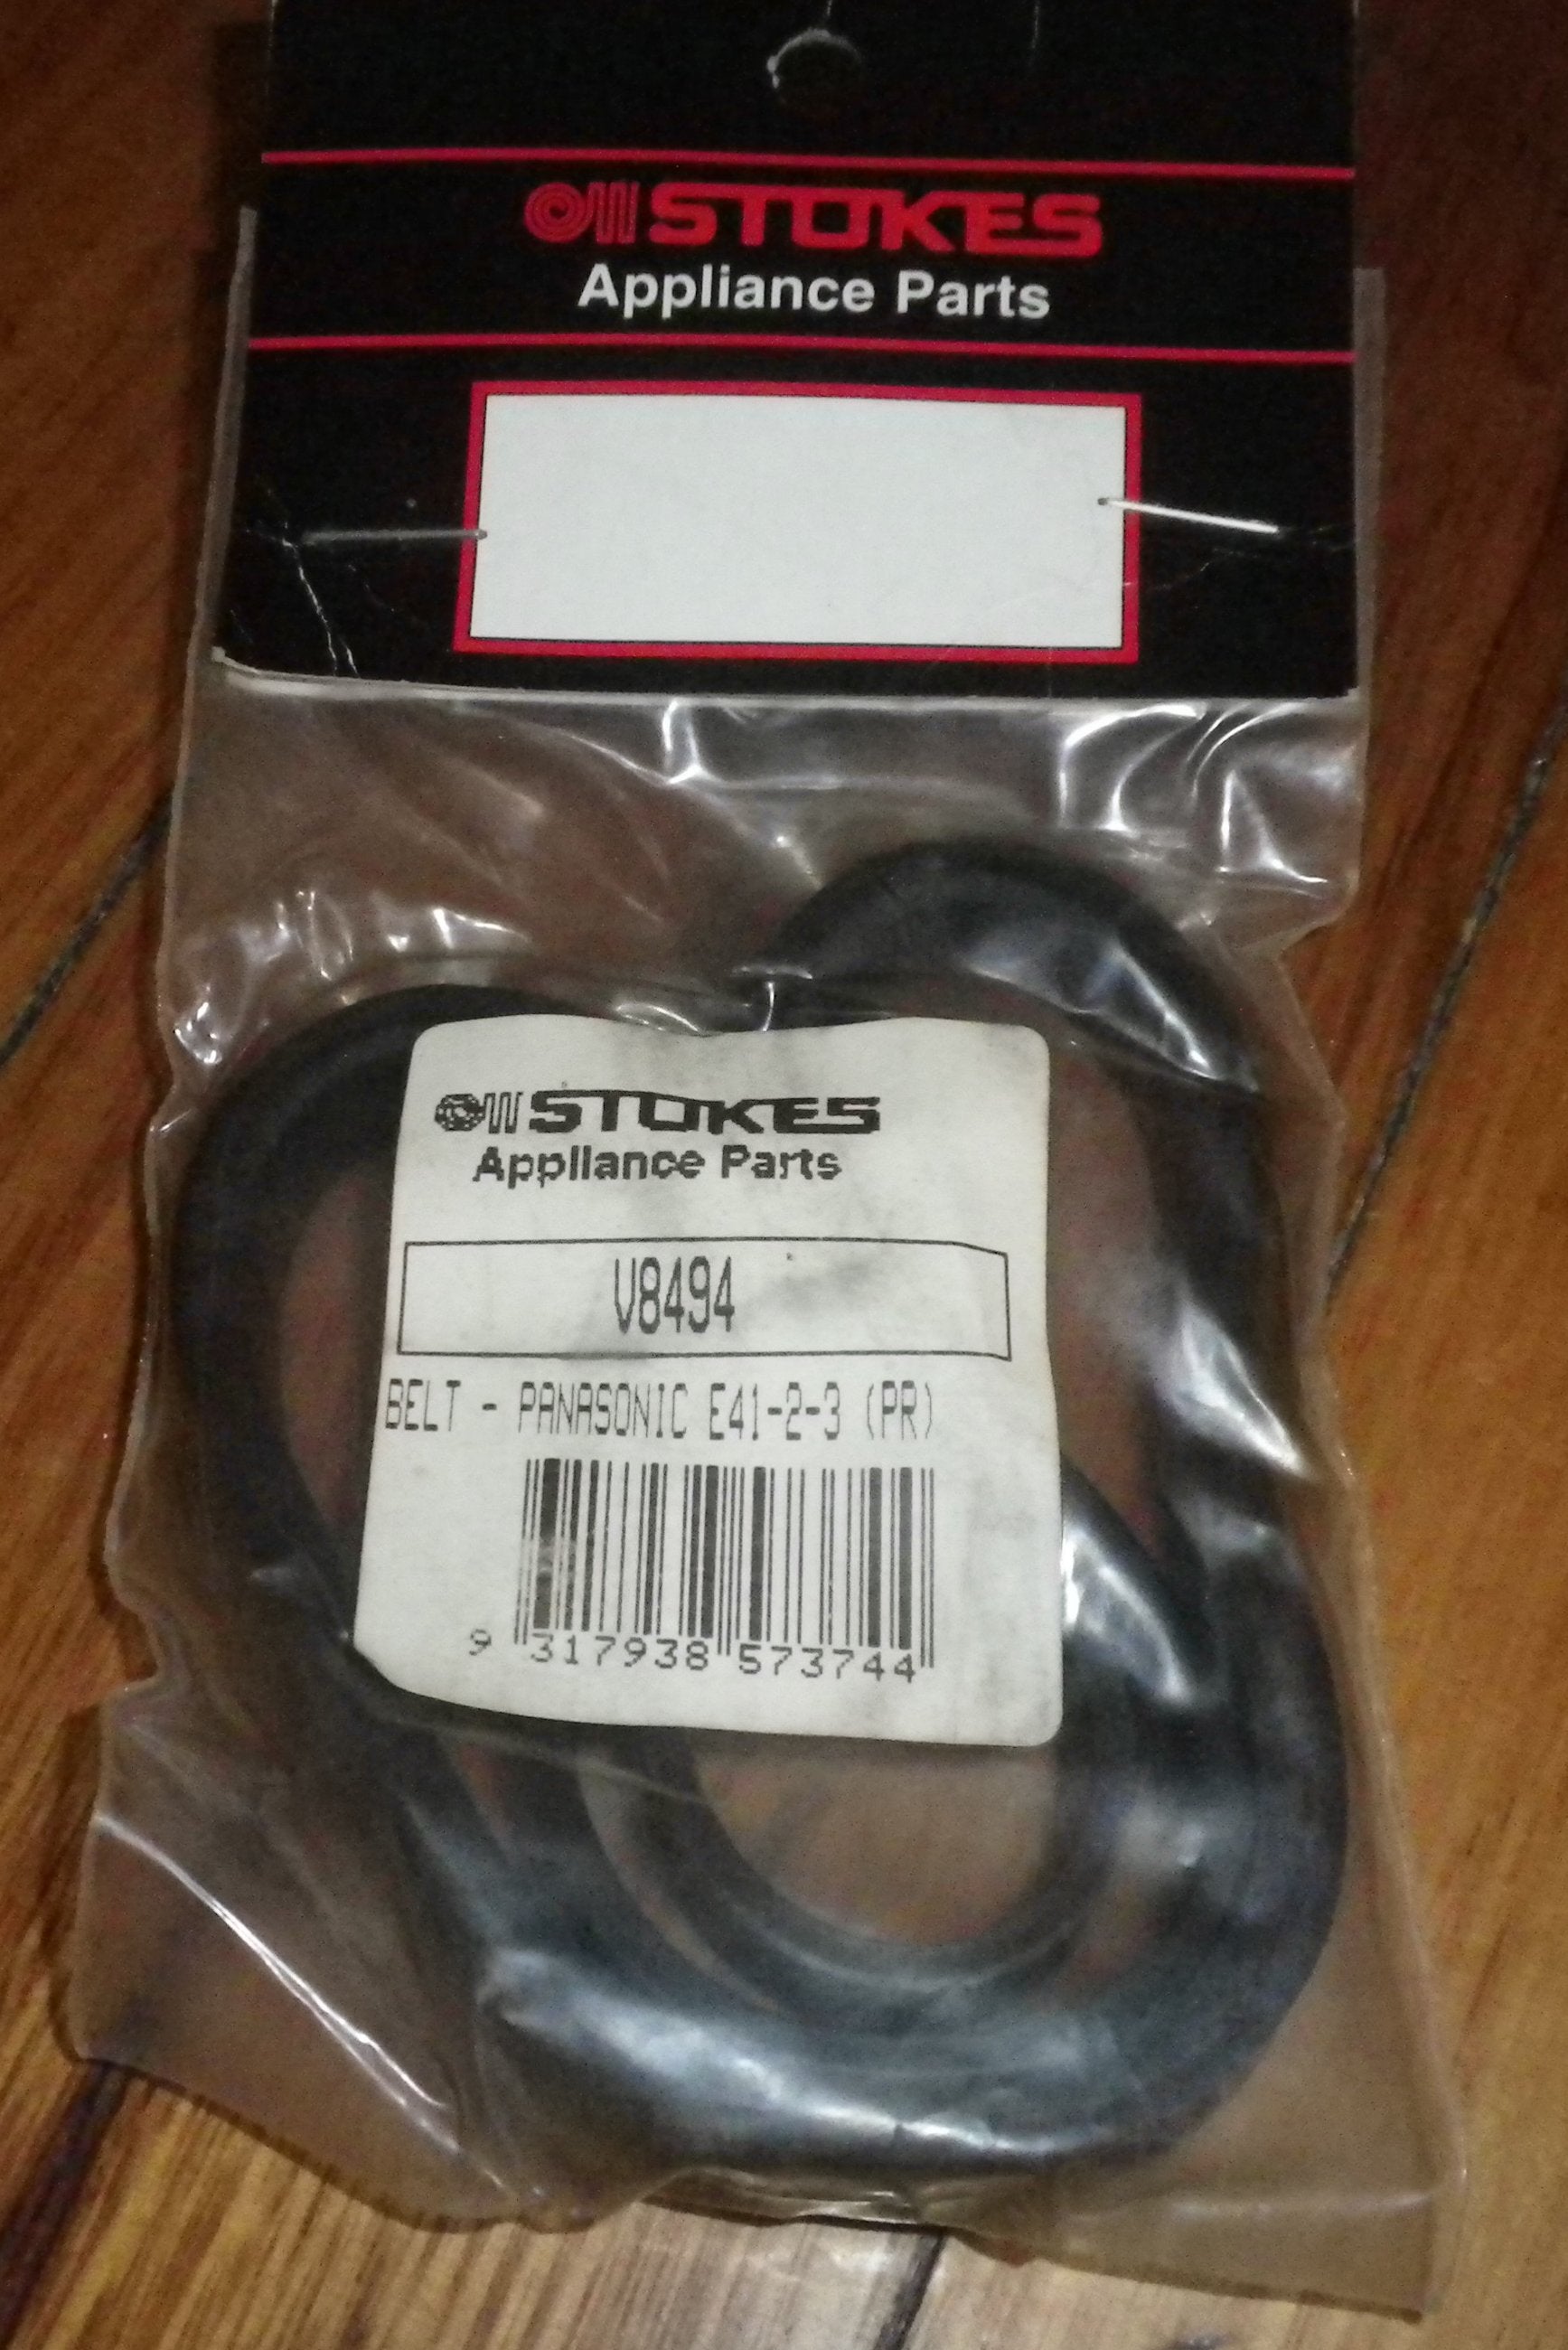 STOKES
Appliance Parts
STOKES
Appliance Parts
V8494
BELT - PANASONIC E41-2-3 (PR)
9 317938 573744